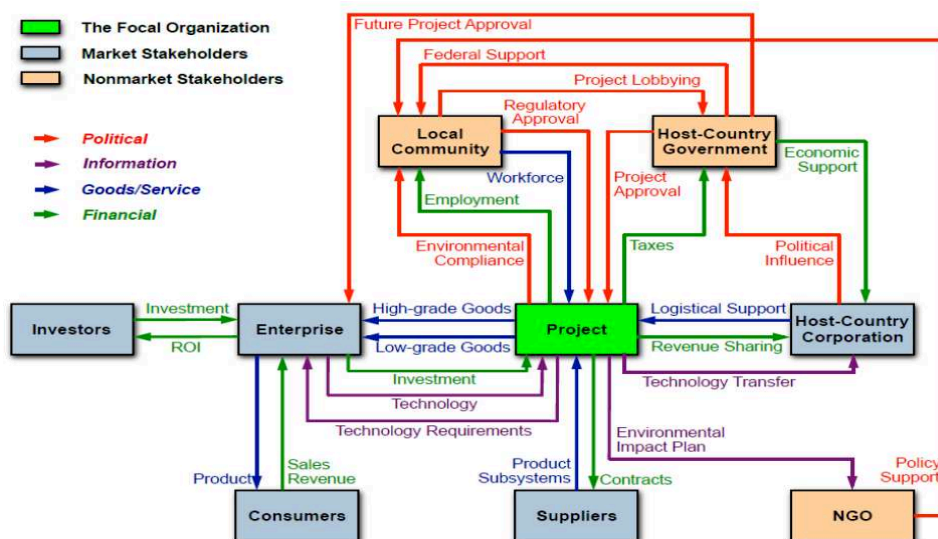 The Focal Organization
Market Stakeholders
Nonmarket Stakeholders
Political
Information
Goods/Service
Financial
Future Project Approval
Federal Support
Project Lobbying
Regulatory
Approval
Local
Community
Host-Country
Government
Economic
Support
Workforce
Project
Approval
Employment
Environmental
Compliance
Taxes
Political
Influence
Investors
Investment
ROI
Enterprise
High-grade Goods
Low-grade Goods
Project
Logistical Support
Revenue Sharing
Host-Country
Corporation
Investment
Technology
Technology Requirements
Technology Transfer
Environmental
Impact Plan
Product
Sales
Revenue
Product
Subsystems
Contracts
Policy
Support
Consumers
Suppliers
NGO